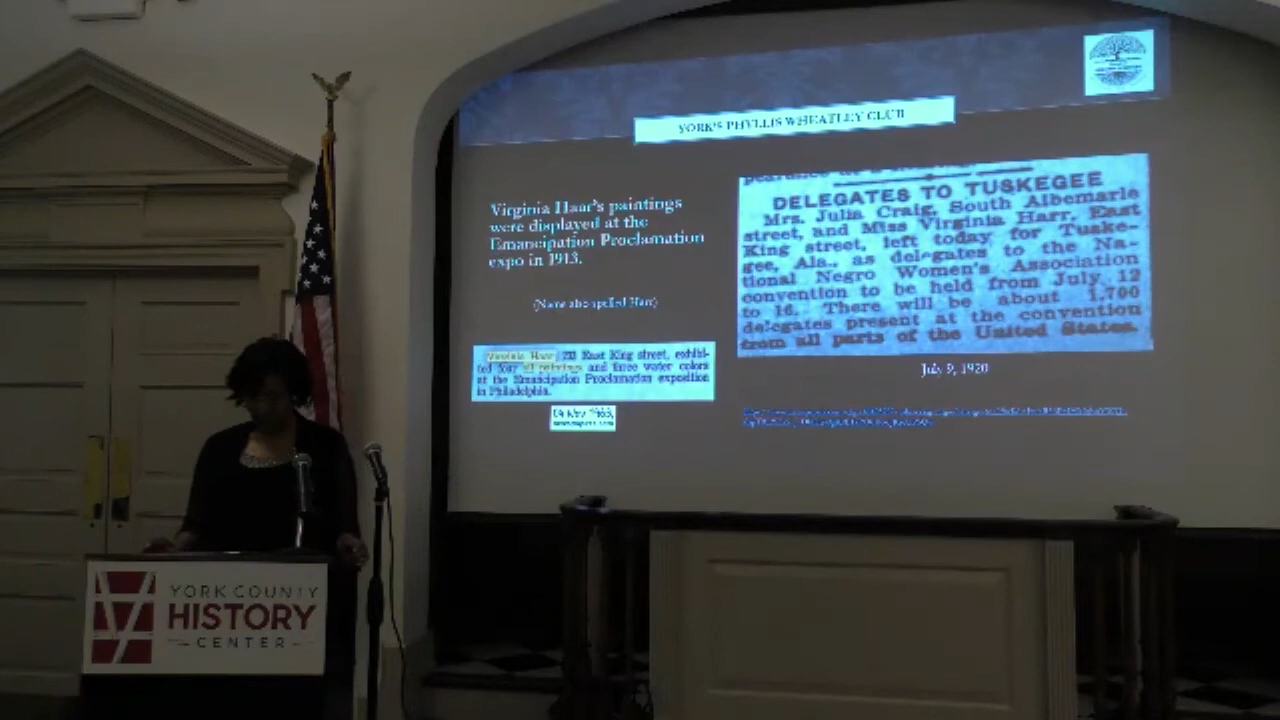 YORK'S PHYLLIS WHEATLEY CLUB
Virginia Haar's paintings
were displayed at the
Emancipation Proclamation
expo in 1913.
(Name also spelled Harr)
Virginia Haar, 213 East King street, exhibi-
ted four oil paintings and three water colors
at the Emancipation Proclamation exposition
in Philadelphia.
DELEGATES TO TUSKEGEE
Mrs. Julia Craig, South Albemarle
street, and Miss Virginia Harr, East
King street, left today for Tuske-
gee, Ala., as delegates to the Na-
tional Negro Women's Association
convention to be held from July 12
to 16. There will be about 1,700
delegates present at the convention
from all parts of the United States.
July 9, 1920
YORK COUNTY
HISTORY
CENTER